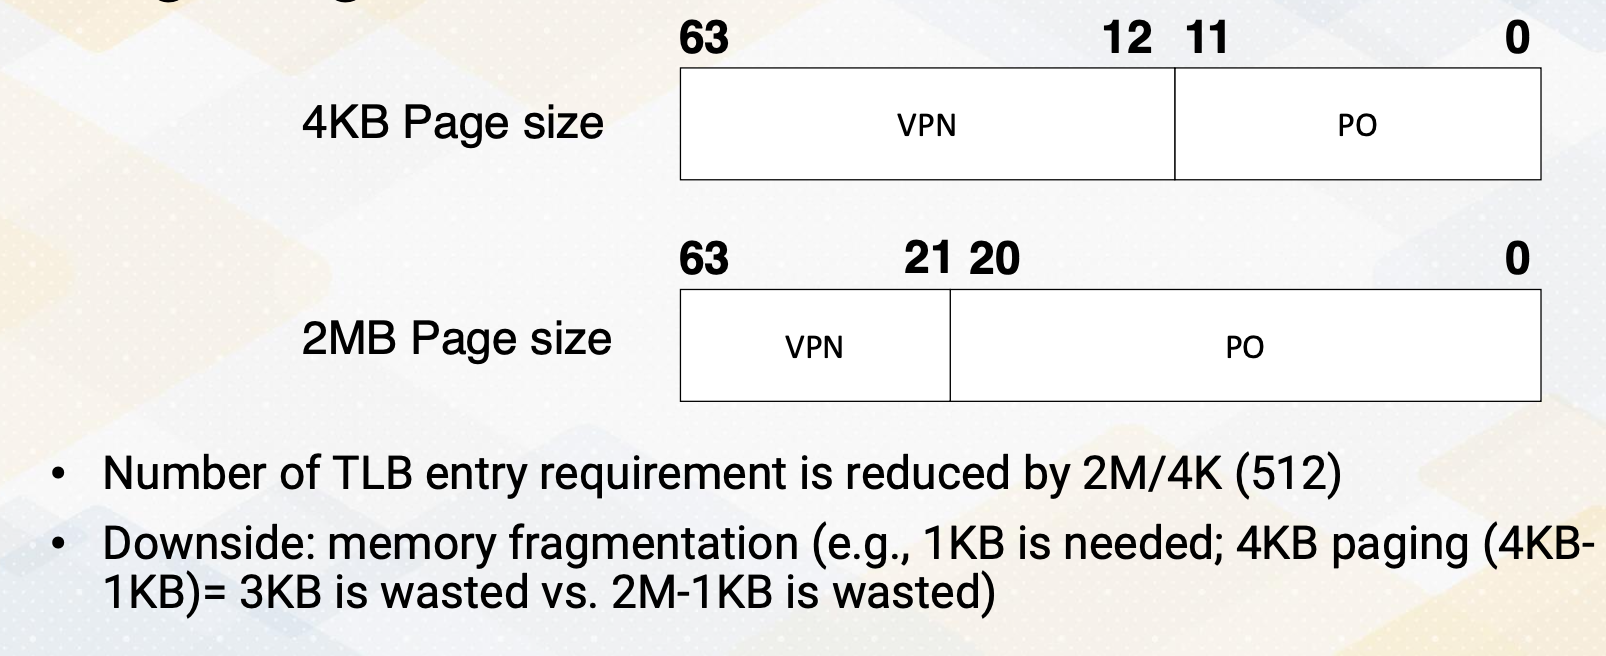 63 12 11 0
4KB Page size VPN PO
63 21 20 0
2MB Page size VPN PO
• Number of TLB entry requirement is reduced by 2M/4K (512)
• Downside: memory fragmentation (e.g., 1KB is needed; 4KB paging (4KB-
1KB)= 3KB is wasted vs. 2M-1KB is wasted)